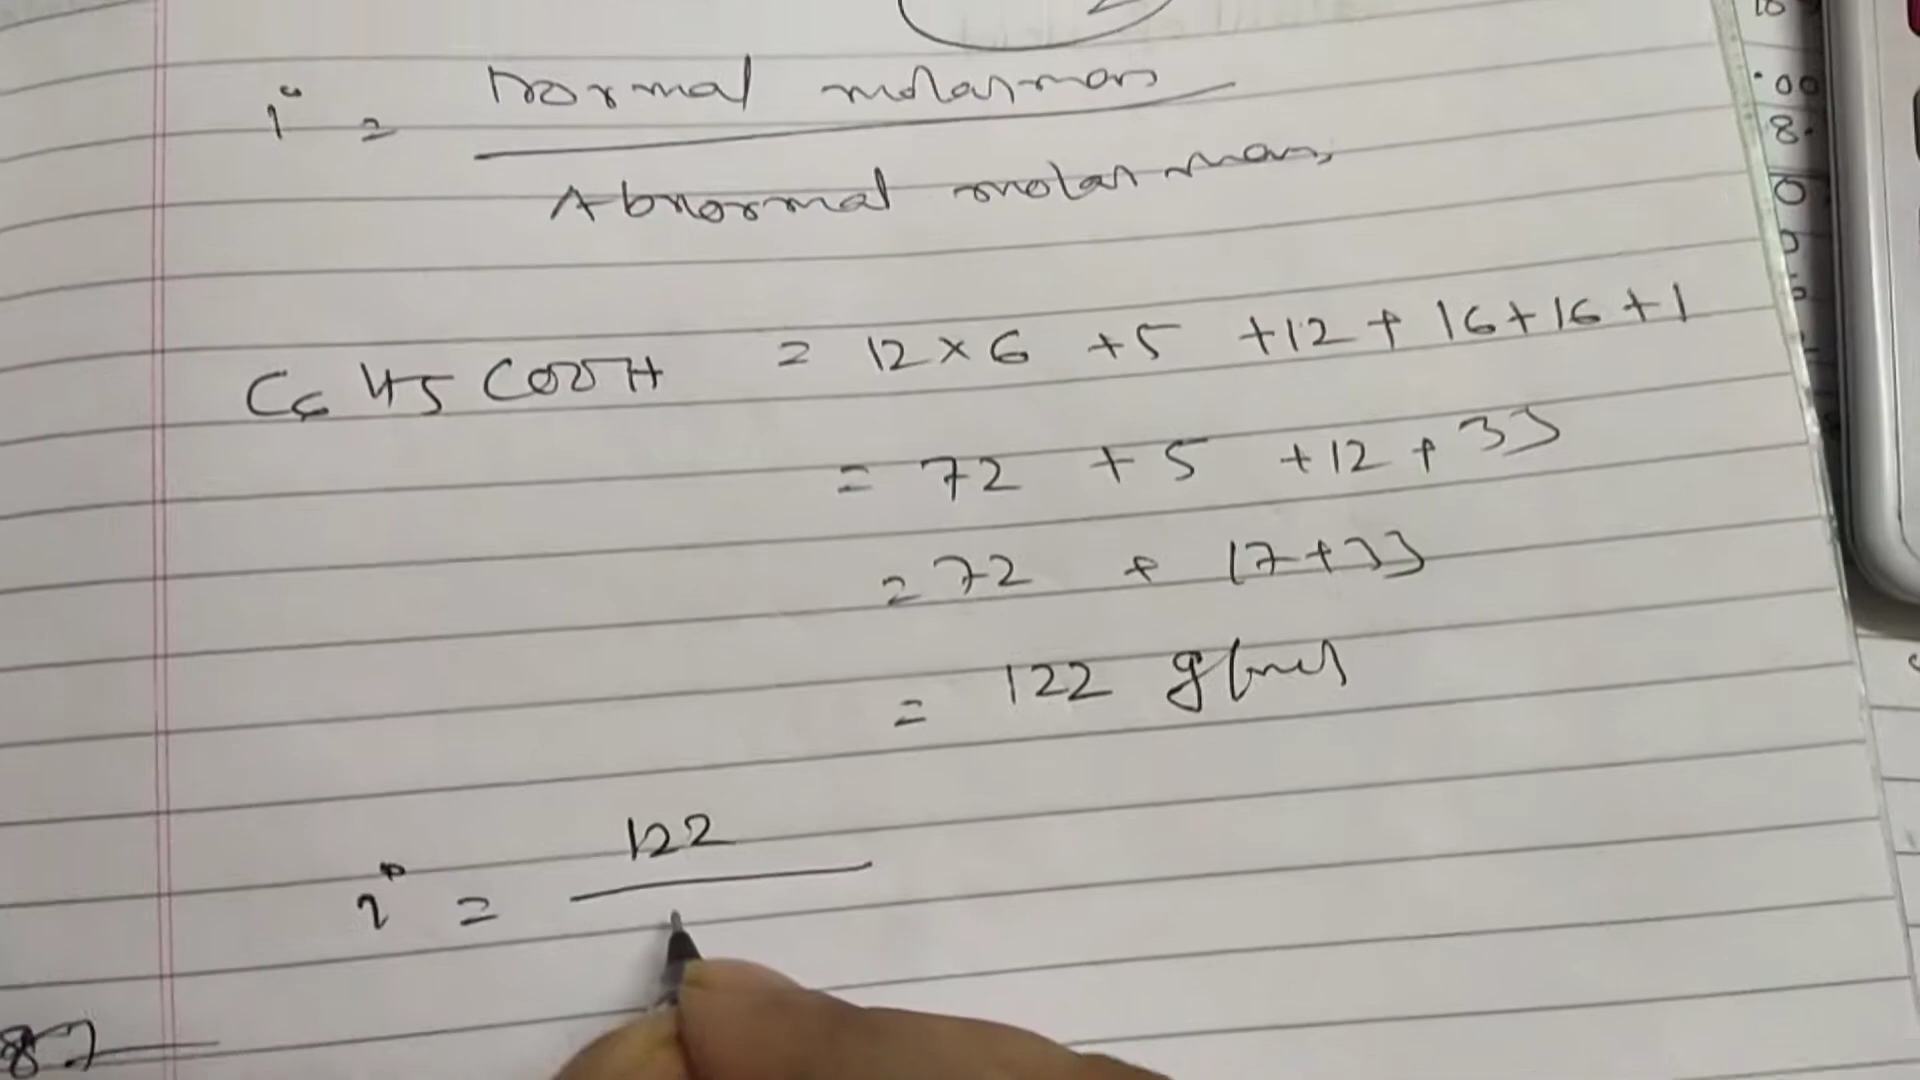 i = Normal molar mass
Abnormal molar mass
C6H5COOH = 12×6 +5 +12 + 16+16+1
= 72 +5 +12 + 33
= 72 + 17+33
= 122 g/mol
i = 122